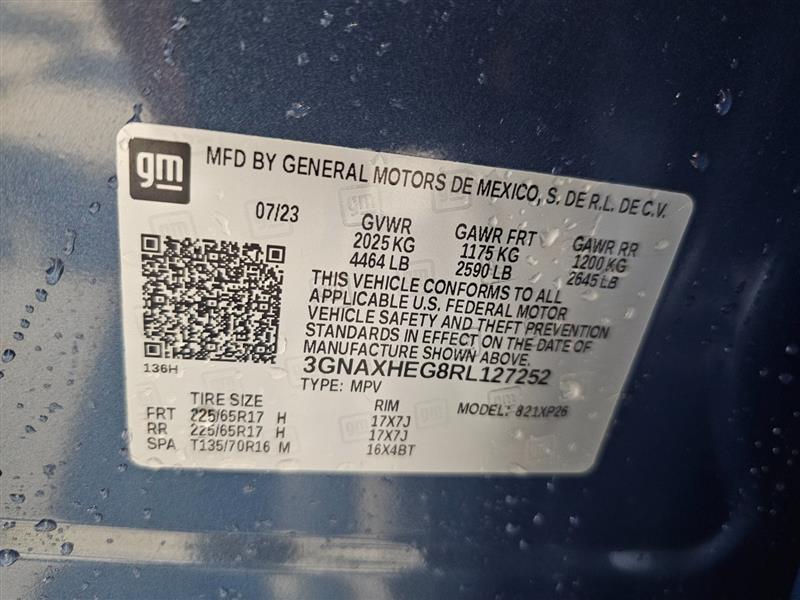 gm
MFD BY GENERAL MOTORS DE MEXICO, S. DE R.L. DE C.V.
07/23
GVWR GAWR FRT GAWR RR
2025 KG 1175 KG 1200 KG
4464 LB 2590 LB 2645 LB
THIS VEHICLE CONFORMS TO ALL
APPLICABLE U.S. FEDERAL MOTOR
VEHICLE SAFETY AND THEFT PREVENTION
STANDARDS IN EFFECT ON THE DATE OF
MANUFACTURE SHOWN ABOVE.
136H
3GNAXHEG8RL127252
TYPE: MPV
MODEL: 821XP26
TIRE SIZE RIM
FRT 225/65R17 H 17X7J
RR 225/65R17 H 17X7J
SPA T135/70R16 M 16X4BT